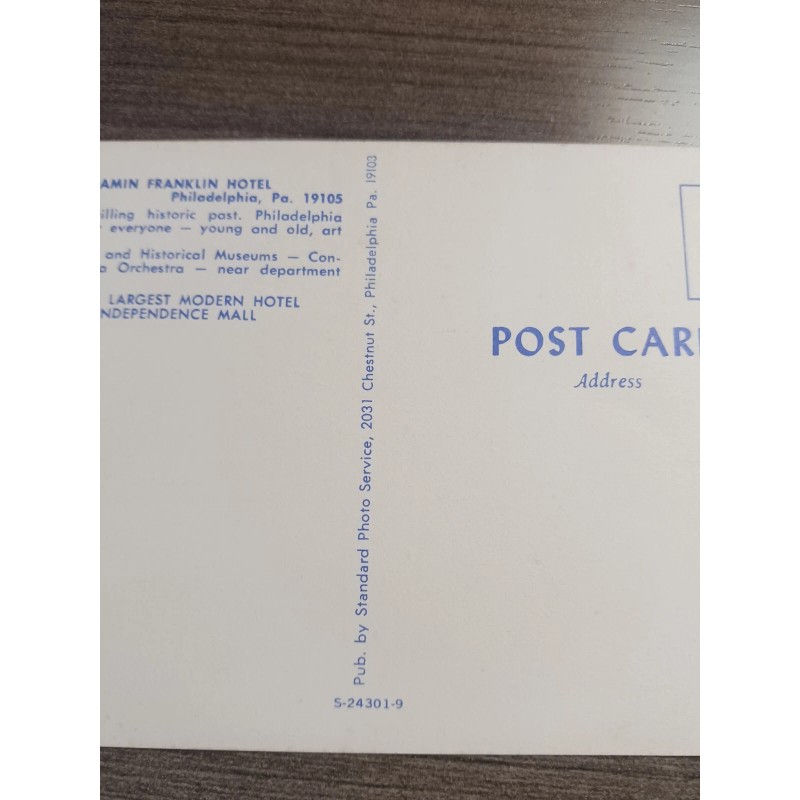 AMIN FRANKLIN HOTEL
Philadelphia, Pa. 19105
illing historic past. Philadelphia
everyone — young and old, art
and Historical Museums — Con-
a Orchestra — near department
LARGEST MODERN HOTEL
NDEPENDENCE MALL
Pub. by Standard Photo Service, 2031 Chestnut St., Philadelphia Pa. 19103
S-24301-9
POST CAR
Address